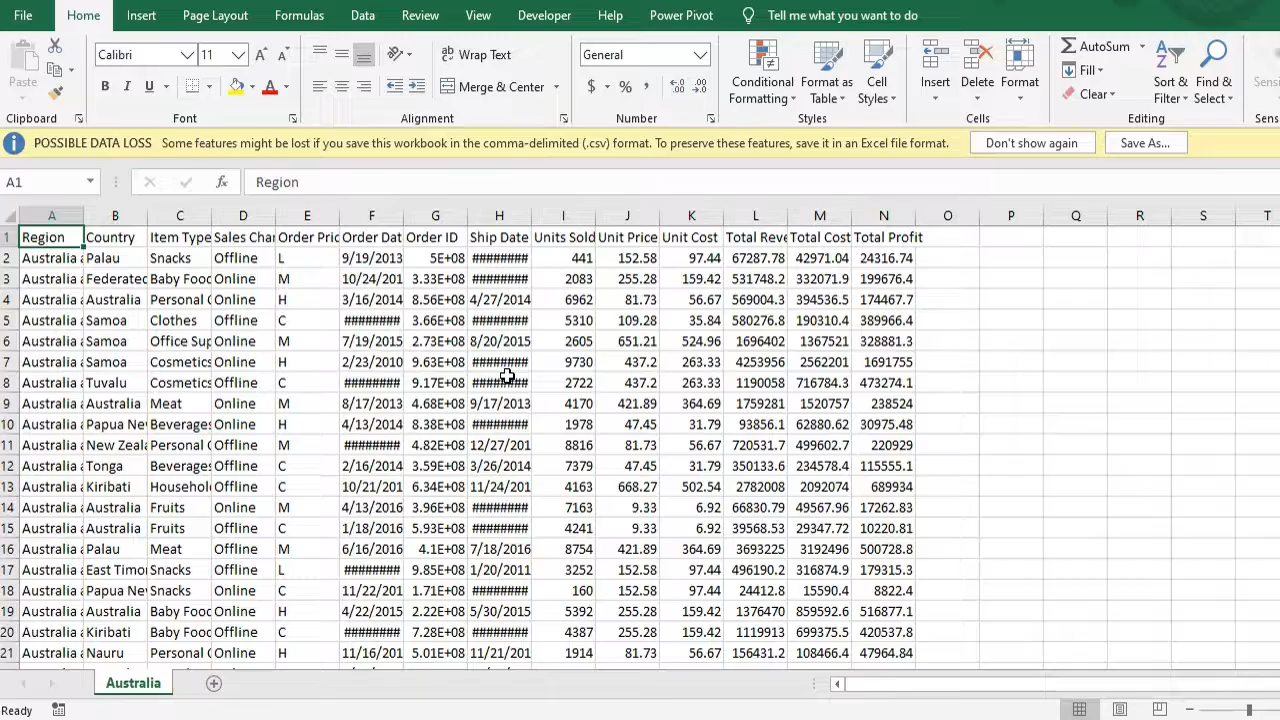 File Home Insert Page Layout Formulas Data Review View Developer Help Power Pivot Tell me what you want to do
Paste Calibri 11 A A ab Wrap Text General Conditional Formatting Format as Table Cell Styles Insert Delete Format AutoSum Fill Clear Sort & Filter Find & Select
B I U A Merge & Center $ % ,
Clipboard Font Alignment Number Styles Cells Editing
POSSIBLE DATA LOSS Some features might be lost if you save this workbook in the comma-delimited (.csv) format. To preserve these features, save it in an Excel file format. Don't show again Save As...
A1 fx Region
A B C D E F G H I J K L M N O P Q R S T
1 Region Country Item Type Sales Char Order Pric Order Dat Order ID Ship Date Units Sold Unit Price Unit Cost Total Reve Total Cost Total Profit
2 Australia a Palau Snacks Offline L 9/19/2013 5E+08 ######## 441 152.58 97.44 67287.78 42971.04 24316.74
3 Australia a Federated Baby Food Online M 10/24/201 3.33E+08 ######## 2083 255.28 159.42 531748.2 332071.9 199676.4
4 Australia a Australia Personal C Online H 3/16/2014 8.56E+08 4/27/2014 6962 81.73 56.67 569004.3 394536.5 174467.7
5 Australia a Samoa Clothes Offline C ######## 3.66E+08 ######## 5310 109.28 35.84 580276.8 190310.4 389966.4
6 Australia a Samoa Office Sup Online M 7/19/2015 2.73E+08 8/20/2015 2605 651.21 524.96 1696402 1367521 328881.3
7 Australia a Samoa Cosmetics Online H 2/23/2010 9.63E+08 ######## 9730 437.2 263.33 4253956 2562201 1691755
8 Australia a Tuvalu Cosmetics Offline C ######## 9.17E+08 ######## 2722 437.2 263.33 1190058 716784.3 473274.1
9 Australia a Australia Meat Online M 8/17/2013 4.68E+08 9/17/2013 4170 421.89 364.69 1759281 1520757 238524
10 Australia a Papua Nev Beverages Online H 4/13/2014 8.38E+08 ######## 1978 47.45 31.79 93856.1 62880.62 30975.48
11 Australia a New Zeala Personal C Offline M ######## 4.82E+08 12/27/201 8816 81.73 56.67 720531.7 499602.7 220929
12 Australia a Tonga Beverages Offline C 2/16/2014 3.59E+08 3/26/2014 7379 47.45 31.79 350133.6 234578.4 115555.1
13 Australia a Kiribati Household Offline C 10/21/201 6.34E+08 11/24/201 4163 668.27 502.54 2782008 2092074 689934
14 Australia a Australia Fruits Online M 4/13/2016 3.96E+08 ######## 7163 9.33 6.92 66830.79 49567.96 17262.83
15 Australia a Australia Fruits Offline C 1/18/2016 5.93E+08 ######## 4241 9.33 6.92 39568.53 29347.72 10220.81
16 Australia a Palau Meat Offline M 6/16/2016 4.1E+08 7/18/2016 8754 421.89 364.69 3693225 3192496 500728.8
17 Australia a East Timor Snacks Offline L ######## 9.85E+08 1/20/2011 3252 152.58 97.44 496190.2 316874.9 179315.3
18 Australia a Papua Nev Snacks Online C 11/22/201 1.71E+08 ######## 160 152.58 97.44 24412.8 15590.4 8822.4
19 Australia a Australia Baby Food Online H 4/22/2015 2.22E+08 5/30/2015 5392 255.28 159.42 1376470 859592.6 516877.1
20 Australia a Kiribati Baby Food Offline C ######## 7.28E+08 ######## 4387 255.28 159.42 1119913 699375.5 420537.8
21 Australia a Nauru Personal C Online H 11/16/201 5.01E+08 11/21/201 1914 81.73 56.67 156431.2 108466.4 47964.84
Australia
Ready